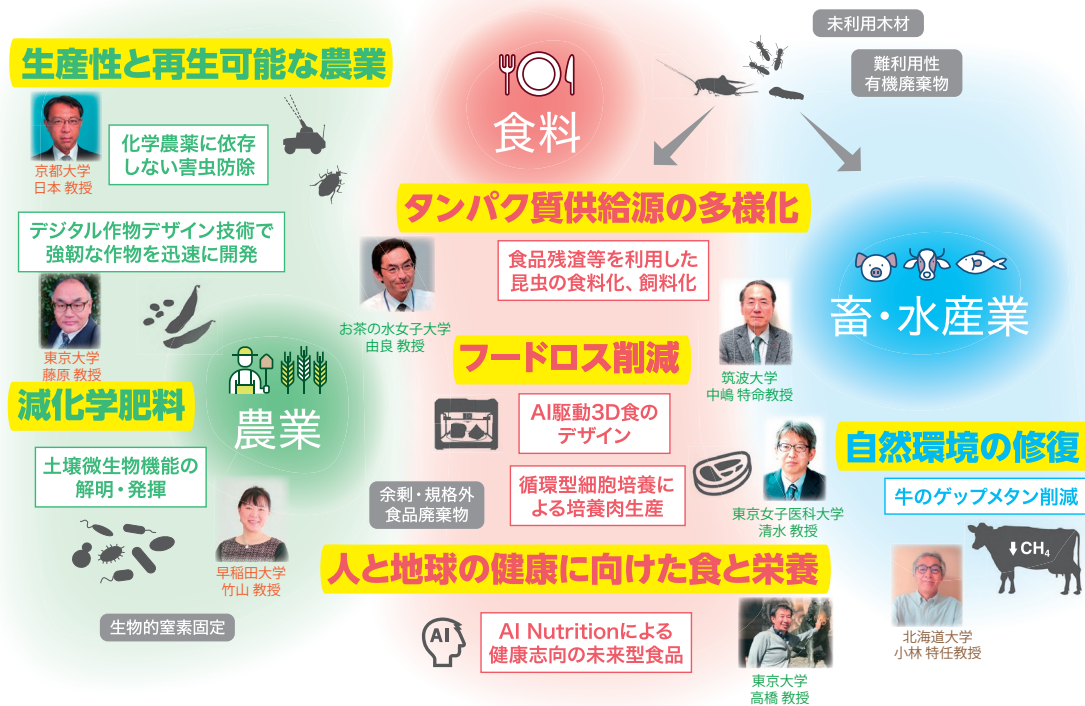 生産性と再生可能な農業
京都大学
日本 教授
化学農薬に依存
しない害虫防除
デジタル作物デザイン技術で
強靭な作物を迅速に開発
東京大学
藤原 教授
減化学肥料
土壌微生物機能の
解明・発揮
早稲田大学
竹山 教授
生物的窒素固定
農業
食料
未利用木材
難利用性
有機廃棄物
タンパク質供給源の多様化
食品残渣等を利用した
昆虫の食料化、飼料化
お茶の水女子大学
由良 教授
筑波大学
中嶋 特命教授
フードロス削減
AI駆動3D食の
デザイン
循環型細胞培養に
よる培養肉生産
余剰・規格外
食品廃棄物
東京女子医科大学
清水 教授
人と地球の健康に向けた食と栄養
AI
AI Nutritionによる
健康志向の未来型食品
東京大学
高橋 教授
畜・水産業
自然環境の修復
牛のゲップメタン削減
⬇CH₄
北海道大学
小林 特任教授